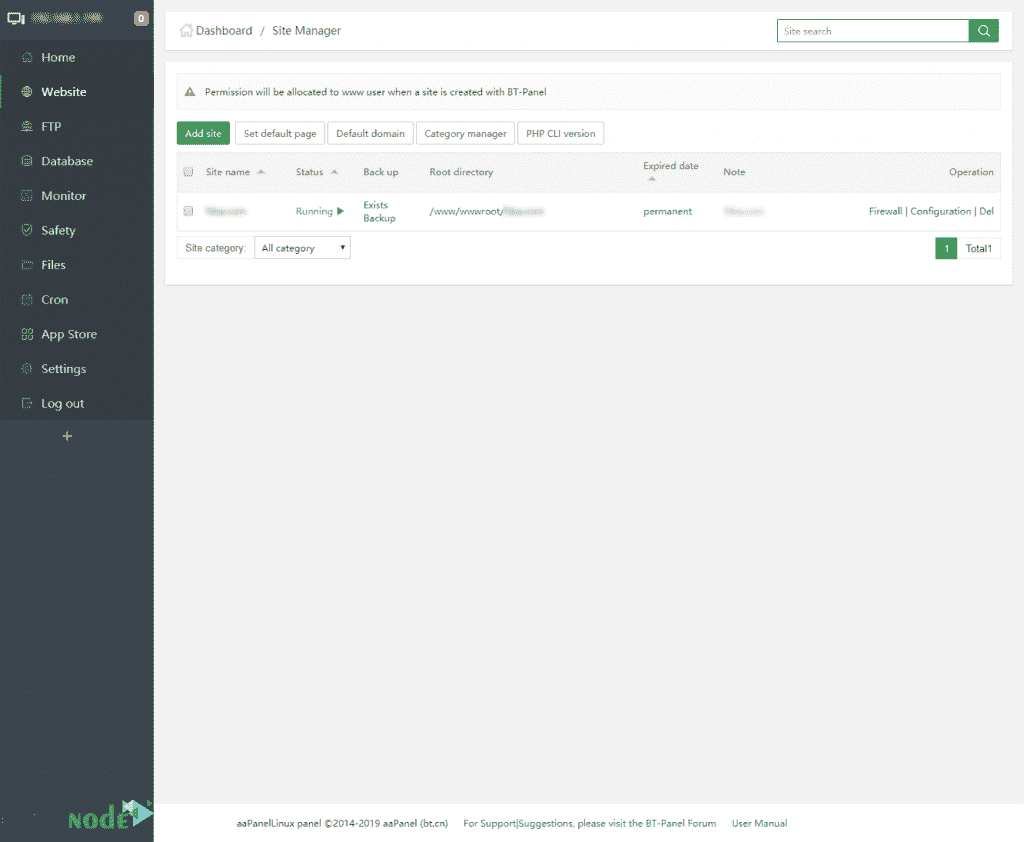 0
Home
Website
FTP
Database
Monitor
Safety
Files
Cron
App Store
Settings
Log out
+
NODE
Dashboard / Site Manager
Site search
Permission will be allocated to www user when a site is created with BT-Panel
Add site Set default page Default domain Category manager PHP CLI version
Site name Status Back up Root directory Expired date Note Operation
Running Exists Backup /www/wwwroot/ permanent Firewall | Configuration | Del
Site category: All category 1 Total1
aaPanelLinux panel ©2014-2019 aaPanel (bt.cn) For Support|Suggestions, please visit the BT-Panel Forum User Manual